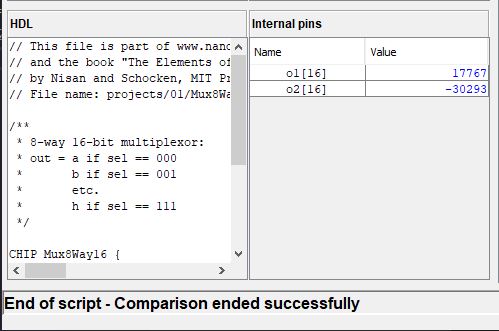 HDL
// This file is part of www.nand
// and the book "The Elements of
// by Nisan and Schocken, MIT Pr
// File name: projects/01/Mux8Wa
/**
* 8-way 16-bit multiplexor:
* out = a if sel == 000
* b if sel == 001
* etc.
* h if sel == 111
*/
CHIP Mux8Way16 {
Internal pins
Name Value
o1[16] 17767
o2[16] -30293
End of script - Comparison ended successfully